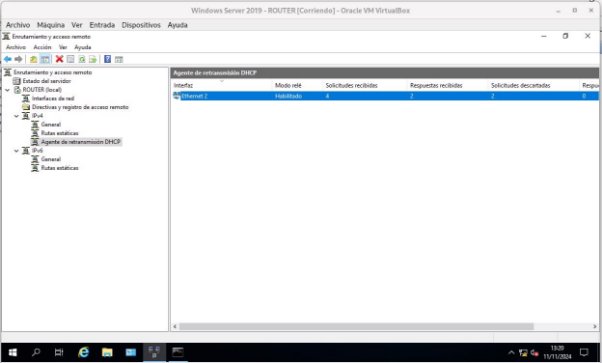 Windows Server 2019 - ROUTER [Corriendo] - Oracle VM VirtualBox
Archivo Máquina Ver Entrada Dispositivos Ayuda
Enrutamiento y acceso remoto
Archivo Acción Ver Ayuda
Enrutamiento y acceso remoto
Estado del servidor
ROUTER (local)
Interfaces de red
Directivas y registro de acceso remoto
IPv4
General
Rutas estáticas
Agente de retransmisión DHCP
IPv6
General
Rutas estáticas
Agente de retransmisión DHCP
Interfaz Modo relé Solicitudes recibidas Respuestas recibidas Solicitudes descartadas Respue
Ethernet 2 Habilitado 4 2 2 0
13:20
11/11/2024